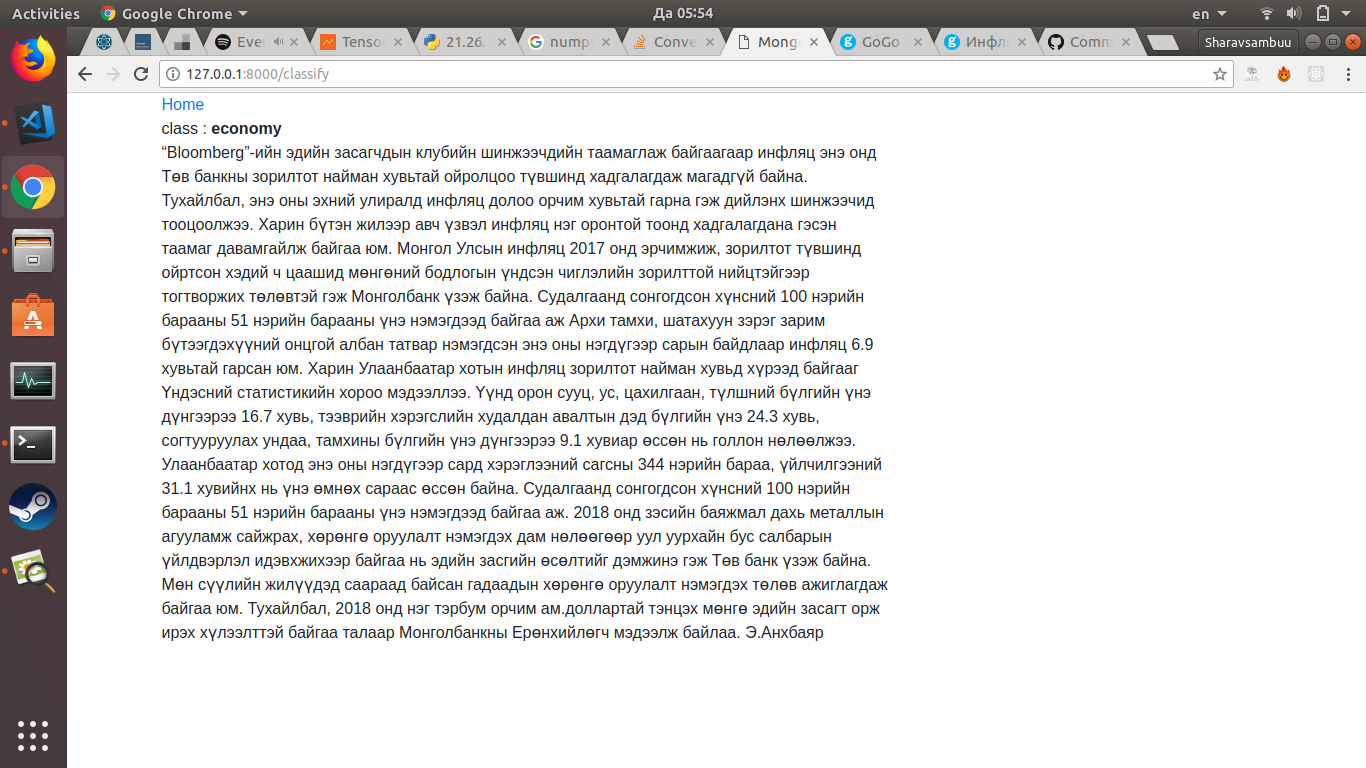 Activities
Google Chrome
Да 05:54
en
Ever
Tenso
21.26.
nump
Conve
Mongo
GoGo
Инфл
Comm
Sharavsambuu
127.0.0.1:8000/classify
Home
class : economy
“Bloomberg”-ийн эдийн засагчдын клубийн шинжээчдийн таамаглаж байгаагаар инфляц энэ онд
Төв банкны зорилтот найман хувьтай ойролцоо түвшинд хадгалагдаж магадгүй байна.
Тухайлбал, энэ оны эхний улиралд инфляц долоо орчим хувьтай гарна гэж дийлэнх шинжээчид
тооцоолжээ. Харин бүтэн жилээр авч үзвэл инфляц нэг оронтой тоонд хадгалагдана гэсэн
таамаг давамгайлж байгаа юм. Монгол Улсын инфляц 2017 онд эрчимжиж, зорилтот түвшинд
ойртсон хэдий ч цаашид мөнгөний бодлогын үндсэн чиглэлийн зорилттой нийцтэйгээр
тогтворжих төлөвтэй гэж Монголбанк үзэж байна. Судалгаанд сонгогдсон хүнсний 100 нэрийн
барааны 51 нэрийн барааны үнэ нэмэгдээд байгаа аж Архи тамхи, шатахуун зэрэг зарим
бүтээгдэхүүний онцгой албан татвар нэмэгдсэн энэ оны нэгдүгээр сарын байдлаар инфляц 6.9
хувьтай гарсан юм. Харин Улаанбаатар хотын инфляц зорилтот найман хувьд хүрээд байгааг
Үндэсний статистикийн хороо мэдээллээ. Үүнд орон сууц, ус, цахилгаан, түлшний бүлгийн үнэ
дүнгээрээ 16.7 хувь, тээврийн хэрэгслийн худалдан авалтын дэд бүлгийн үнэ 24.3 хувь,
согтууруулах ундаа, тамхины бүлгийн үнэ дүнгээрээ 9.1 хувиар өссөн нь голлон нөлөөлжээ.
Улаанбаатар хотод энэ оны нэгдүгээр сард хэрэглээний сагсны 344 нэрийн бараа, үйлчилгээний
31.1 хувийнх нь үнэ өмнөх сараас өссөн байна. Судалгаанд сонгогдсон хүнсний 100 нэрийн
барааны 51 нэрийн барааны үнэ нэмэгдээд байгаа аж. 2018 онд зэсийн баяжмал дахь металлын
агууламж сайжрах, хөрөнгө оруулалт нэмэгдэх дам нөлөөгөөр уул уурхайн бус салбарын
үйлдвэрлэл идэвхжихээр байгаа нь эдийн засгийн өсөлтийг дэмжинэ гэж Төв банк үзэж байна.
Мөн сүүлийн жилүүдэд саараад байсан гадаадын хөрөнгө оруулалт нэмэгдэх төлөв ажиглагдаж
байгаа юм. Тухайлбал, 2018 онд нэг тэрбум орчим ам.доллартай тэнцэх мөнгө эдийн засагт орж
ирэх хүлээлттэй байгаа талаар Монголбанкны Ерөнхийлөгч мэдээлж байлаа. Э.Анхбаяр